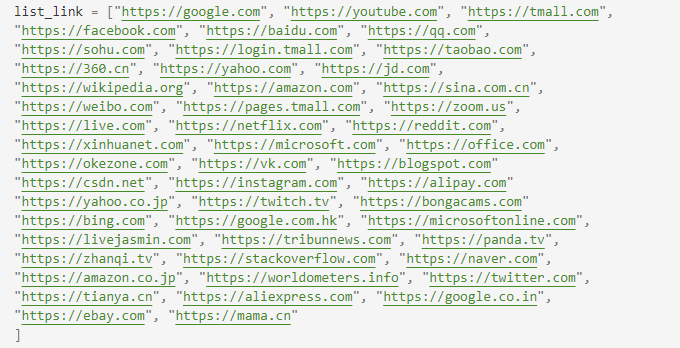 list_link = ["https://google.com", "https://youtube.com", "https://tmall.com",
"https://facebook.com", "https://baidu.com", "https://qq.com",
"https://sohu.com", "https://login.tmall.com", "https://taobao.com",
"https://360.cn", "https://yahoo.com", "https://jd.com",
"https://wikipedia.org", "https://amazon.com", "https://sina.com.cn",
"https://weibo.com", "https://pages.tmall.com", "https://zoom.us",
"https://live.com", "https://netflix.com", "https://reddit.com",
"https://xinhuanet.com", "https://microsoft.com", "https://office.com",
"https://okezone.com", "https://vk.com", "https://blogspot.com"
"https://csdn.net", "https://instagram.com", "https://alipay.com"
"https://yahoo.co.jp", "https://twitch.tv", "https://bongacams.com"
"https://bing.com", "https://google.com.hk", "https://microsoftonline.com",
"https://livejasmin.com", "https://tribunnews.com", "https://panda.tv",
"https://zhanqi.tv", "https://stackoverflow.com", "https://naver.com",
"https://amazon.co.jp", "https://worldometers.info", "https://twitter.com",
"https://tianya.cn", "https://aliexpress.com", "https://google.co.in",
"https://ebay.com", "https://mama.cn"
]